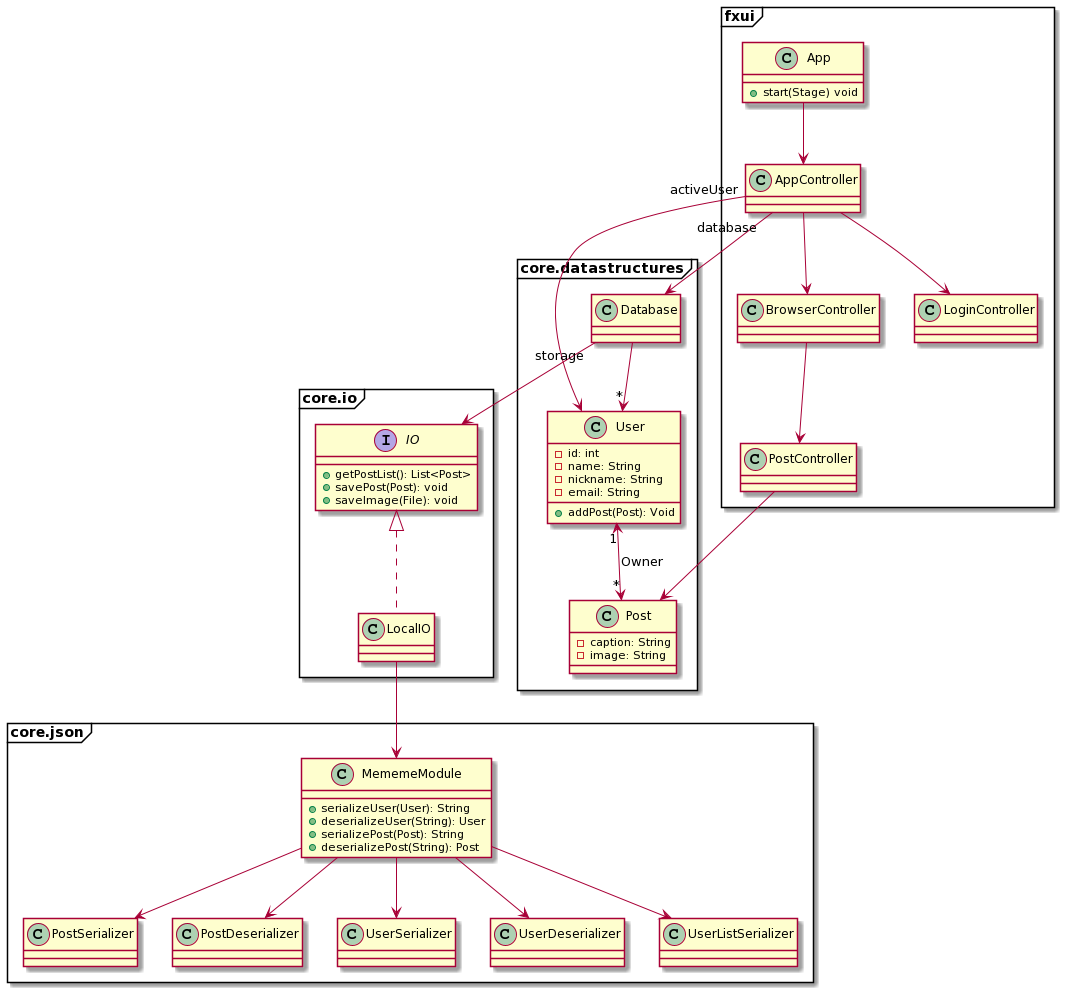 fxui
C App
start(Stage) void
C AppController
activeUser
database
core.datastructures
C Database
C BrowserController
C LoginController
storage
*
core.io
I IO
getPostList(): List<Post>
savePost(Post): void
saveImage(File): void
C User
id: int
name: String
nickname: String
email: String
addPost(Post): Void
C PostController
1
Owner
*
C LocalIO
C Post
caption: String
image: String
core.json
C MememeModule
serializeUser(User): String
deserializeUser(String): User
serializePost(Post): String
deserializePost(String): Post
C PostSerializer
C PostDeserializer
C UserSerializer
C UserDeserializer
C UserListSerializer